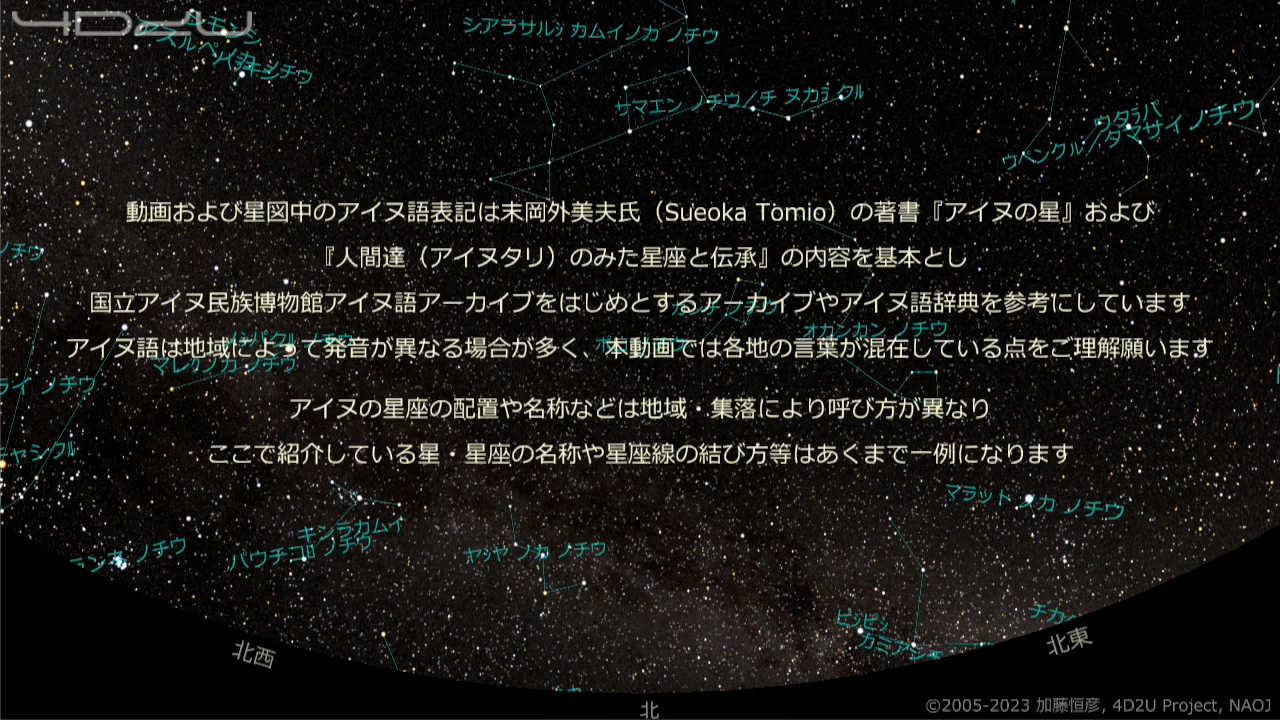 4D2U
シアラサルㇱ カムイノカ ノチウ
サマエン ノチウ/チ ヌカㇻ クㇽ
動画および星図中のアイヌ語表記は末岡外美夫氏（Sueoka Tomio）の著書『アイヌの星』および
『人間達（アイヌタリ）のみた星座と伝承』の内容を基本とし
国立アイヌ民族博物館アイヌ語アーカイブをはじめとするアーカイブやアイヌ語辞典を参考にしています
オカンカン ノチウ
アイヌ語は地域によって発音が異なる場合が多く、本動画では各地の言葉が混在している点をご理解願います
アイヌの星座の配置や名称などは地域・集落により呼び方が異なり
ここで紹介している星・星座の名称や星座線の結び方等はあくまで一例になります
マラット ノカ ノチウ
キンラカムイ
パウチコㇿ ノチウ
ヤㇱヤ ノカ ノチウ
北西
北東
北
©2005-2023 加藤恒彦, 4D2U Project, NAOJ